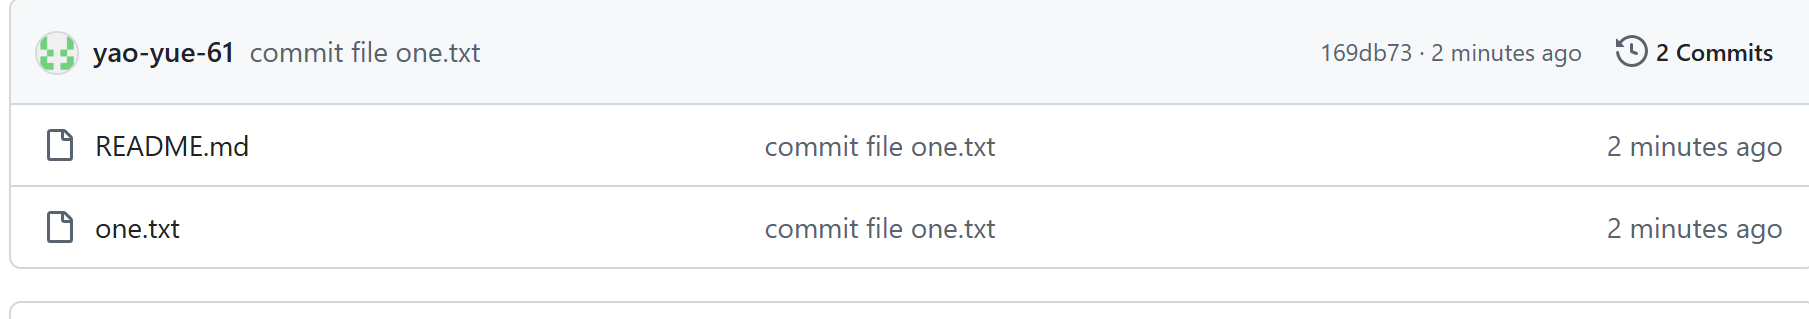 yao-yue-61 commit file one.txt 169db73 · 2 minutes ago 2 Commits
README.md commit file one.txt 2 minutes ago
one.txt commit file one.txt 2 minutes ago